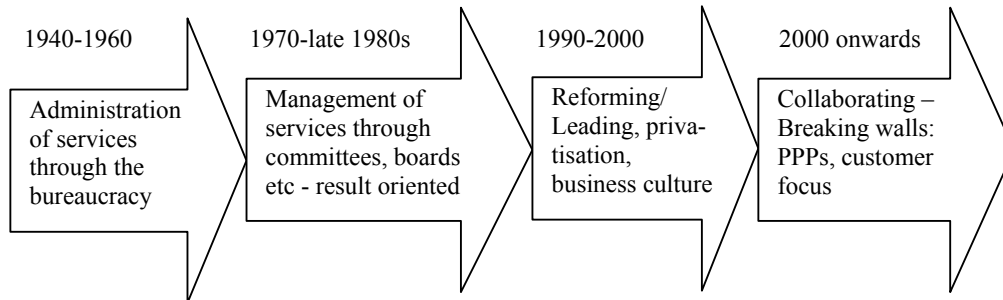 1940-1960
Administration
of services
through the
bureaucracy
1970-late 1980s
Management of
services through
committees, boards
etc - result oriented
1990-2000
Reforming/
Leading, priva-
tisation,
business culture
2000 onwards
Collaborating –
Breaking walls:
PPPs, customer
focus